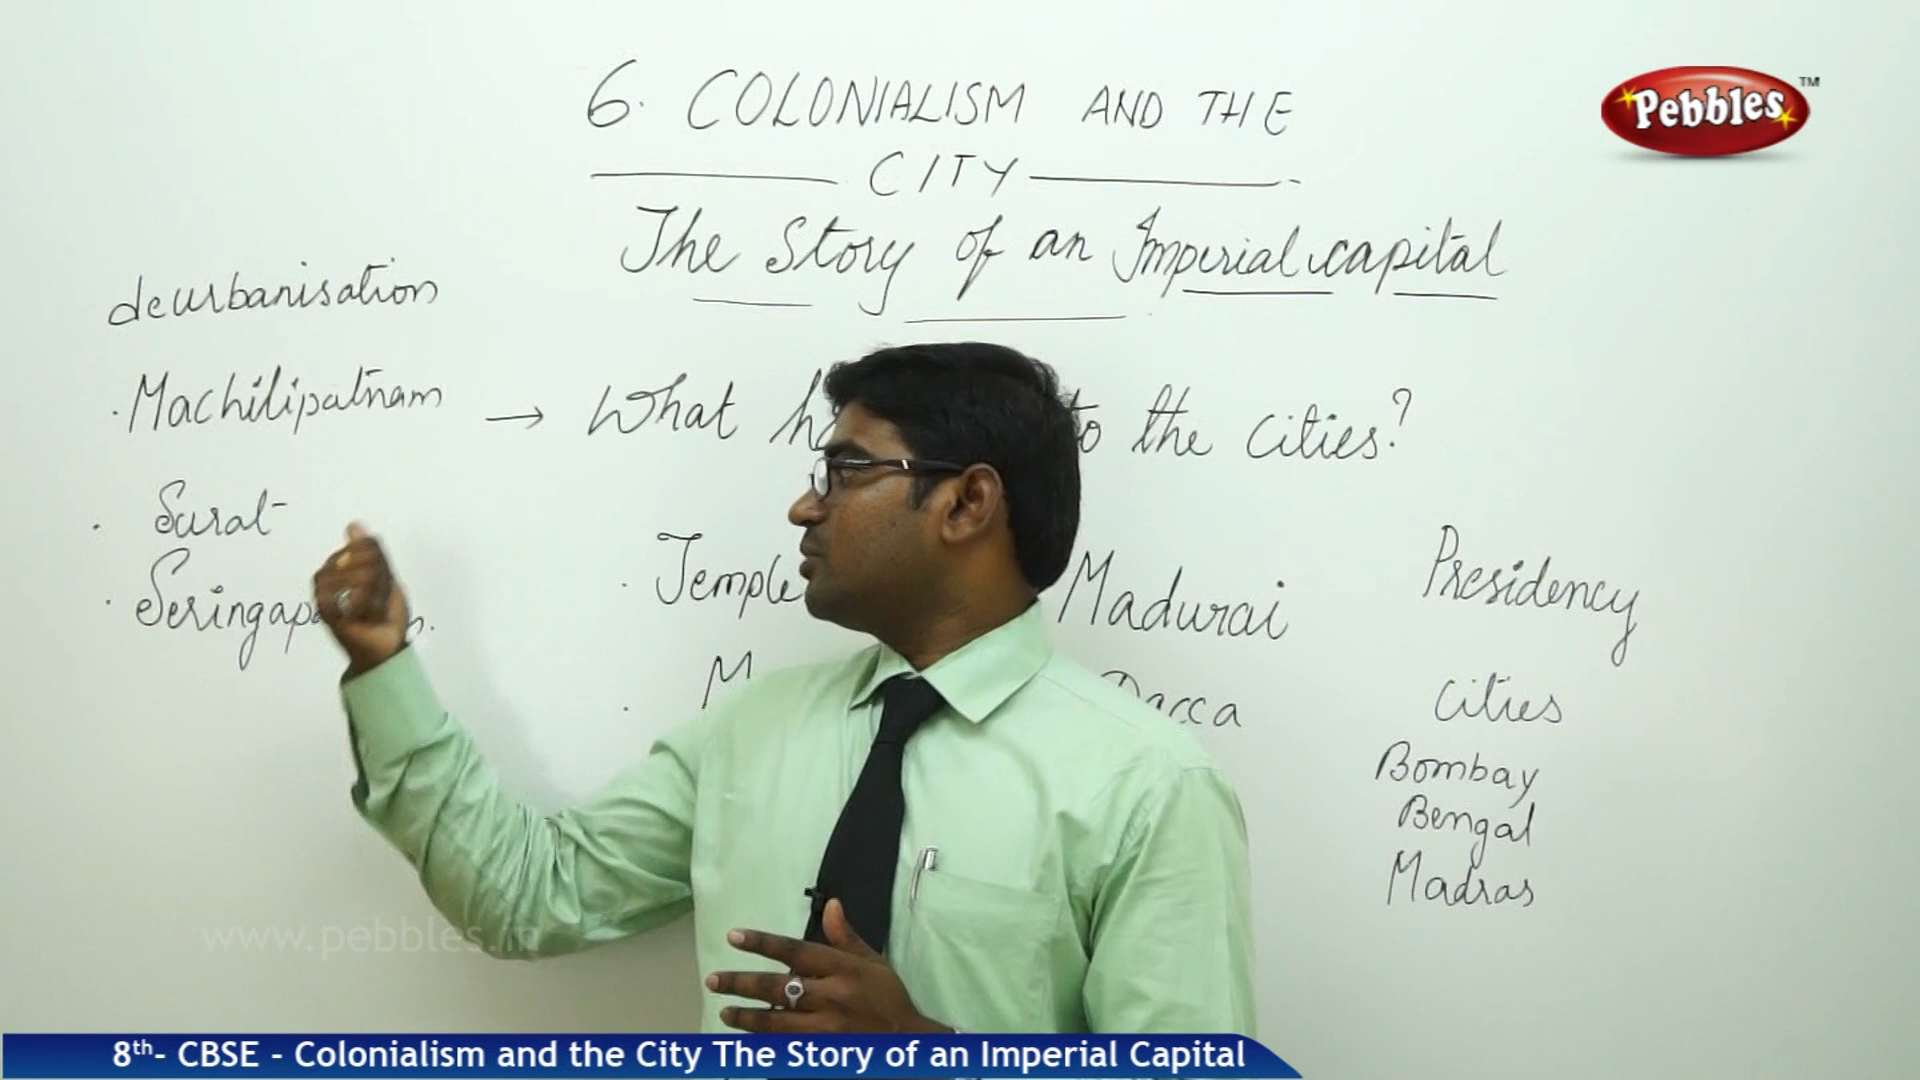 6. COLONIALISM AND THE
CITY
The Story of an Imperial capital
Pebbles™
deurbanisation
· Machilipatnam
· Surat
·
→ What to the cities?
· Temple Madurai
·
Presidency
cities
Bombay
Bengal
Madras
www.pebbles.in
8th- CBSE - Colonialism and the City The Story of an Imperial Capital